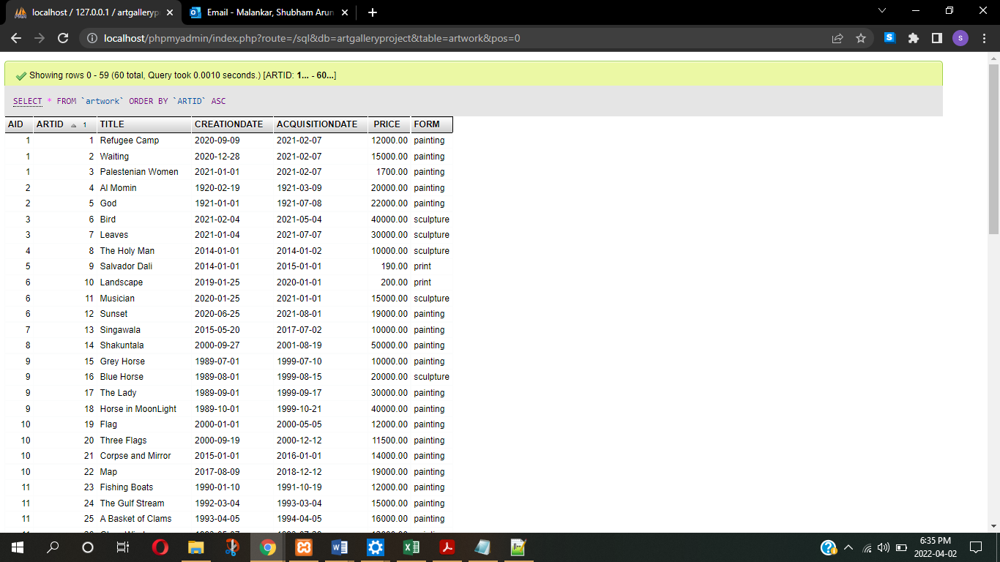 localhost / 127.0.0.1 / artgalleryp
Email - Malankar, Shubham Arun
localhost/phpmyadmin/index.php?route=/sql&db=artgalleryproject&table=artwork&pos=0
S
s
Showing rows 0 - 59 (60 total, Query took 0.0010 seconds.) [ARTID: 1... - 60...]
SELECT * FROM `artwork` ORDER BY `ARTID` ASC
AID ARTID 1 TITLE CREATIONDATE ACQUISITIONDATE PRICE FORM
1 1 Refugee Camp 2020-09-09 2021-02-07 12000.00 painting
1 2 Waiting 2020-12-28 2021-02-07 15000.00 painting
1 3 Palestenian Women 2021-01-01 2021-02-07 1700.00 painting
2 4 Al Momin 1920-02-19 1921-03-09 20000.00 painting
2 5 God 1921-01-01 1921-07-08 22000.00 painting
3 6 Bird 2021-02-04 2021-05-04 40000.00 sculpture
3 7 Leaves 2021-01-04 2021-07-07 30000.00 sculpture
4 8 The Holy Man 2014-01-01 2014-01-02 10000.00 sculpture
5 9 Salvador Dali 2014-01-01 2015-01-01 190.00 print
6 10 Landscape 2019-01-25 2020-01-01 200.00 print
6 11 Musician 2020-01-25 2021-01-01 15000.00 sculpture
6 12 Sunset 2020-06-25 2021-08-01 19000.00 painting
7 13 Singawala 2015-05-20 2017-07-02 10000.00 painting
8 14 Shakuntala 2000-09-27 2001-08-19 50000.00 painting
9 15 Grey Horse 1989-07-01 1999-07-10 10000.00 painting
9 16 Blue Horse 1989-08-01 1999-08-15 20000.00 sculpture
9 17 The Lady 1989-09-01 1999-09-17 30000.00 painting
9 18 Horse in MoonLight 1989-10-01 1999-10-21 40000.00 painting
10 19 Flag 2000-01-01 2000-05-05 12000.00 painting
10 20 Three Flags 2000-09-19 2000-12-12 11500.00 painting
10 21 Corpse and Mirror 2015-01-01 2016-01-01 14000.00 painting
10 22 Map 2017-08-09 2018-12-12 19000.00 painting
11 23 Fishing Boats 1990-01-10 1991-10-19 12000.00 painting
11 24 The Gulf Stream 1992-03-04 1993-03-04 15000.00 painting
11 25 A Basket of Clams 1993-04-05 1994-04-05 16000.00 painting
6:35 PM
2022-04-02